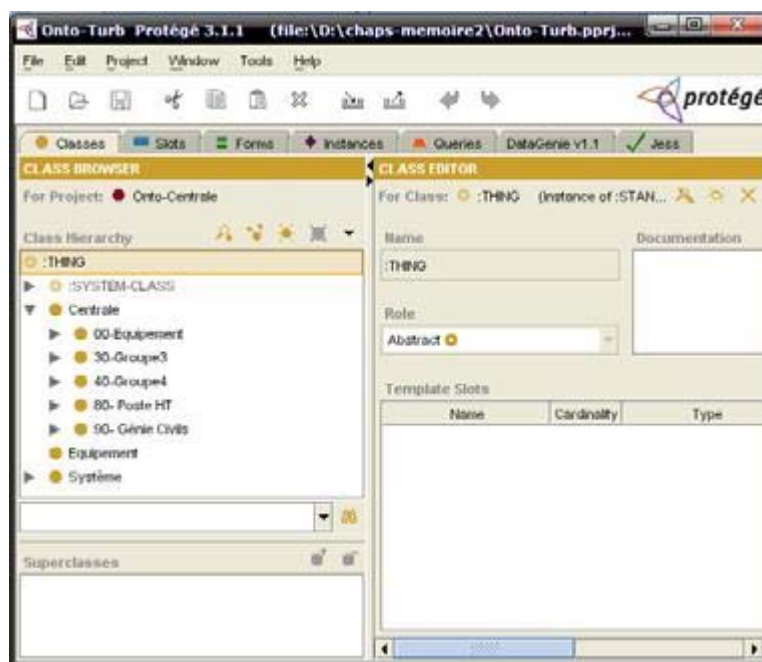 Onto-Turb Protégé 3.1.1 (file:\D:\chaps-memoire2\Onto-Turb.pprj...
File Edit Project Window Tools Help
protégé
Classes Slots Forms Instances Queries DataGenie v1.1 Jess
CLASS BROWSER
For Project: Onto-Centrale
Class Hierarchy
:THING
:SYSTEM-CLASS
Centrale
00-Equipement
30-Groupe3
40-Groupe4
80- Poste HT
90- Génie Civils
Equipement
Système
Superclasses
CLASS EDITOR
For Class: :THING (instance of :STAN...
Name Documentation
:THING
Role
Abstract
Template Slots
Name Cardinality Type